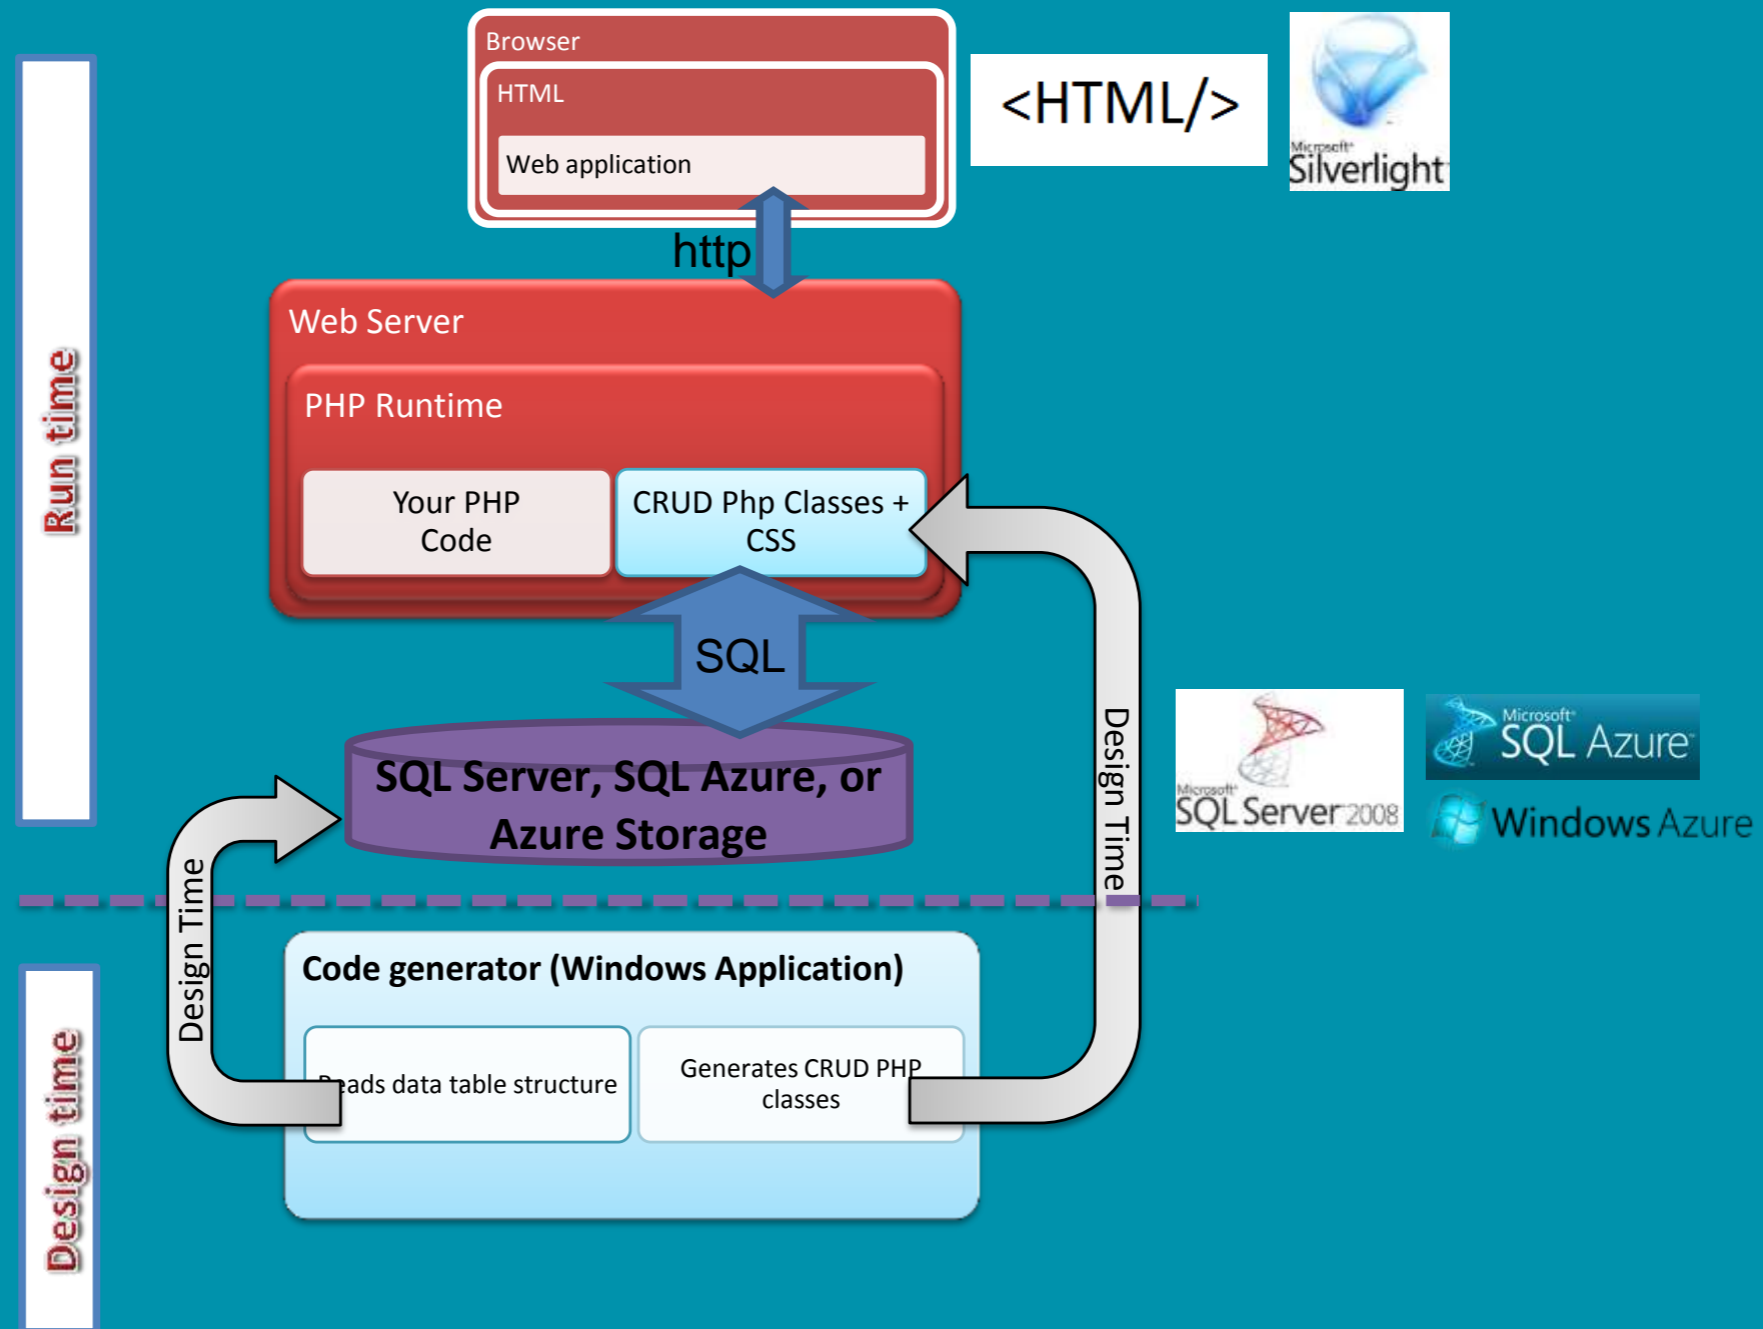 Browser
HTML
Web application
<HTML/>
Microsoft®
Silverlight
http
Web Server
PHP Runtime
Your PHP
Code
CRUD Php Classes +
CSS
Run time
SQL
SQL Server, SQL Azure, or
Azure Storage
Design Time
Design Time
Microsoft®
SQL Server 2008
Microsoft®
SQL Azure™
Windows Azure
Design time
Code generator (Windows Application)
Reads data table structure
Generates CRUD PHP
classes